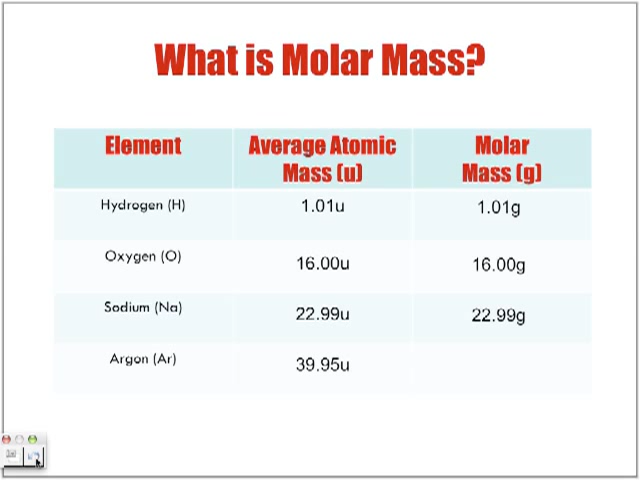 What is Molar Mass?
Element
Average Atomic
Mass (u)
Molar
Mass (g)
Hydrogen (H)
1.01u
1.01g
Oxygen (O)
16.00u
16.00g
Sodium (Na)
22.99u
22.99g
Argon (Ar)
39.95u